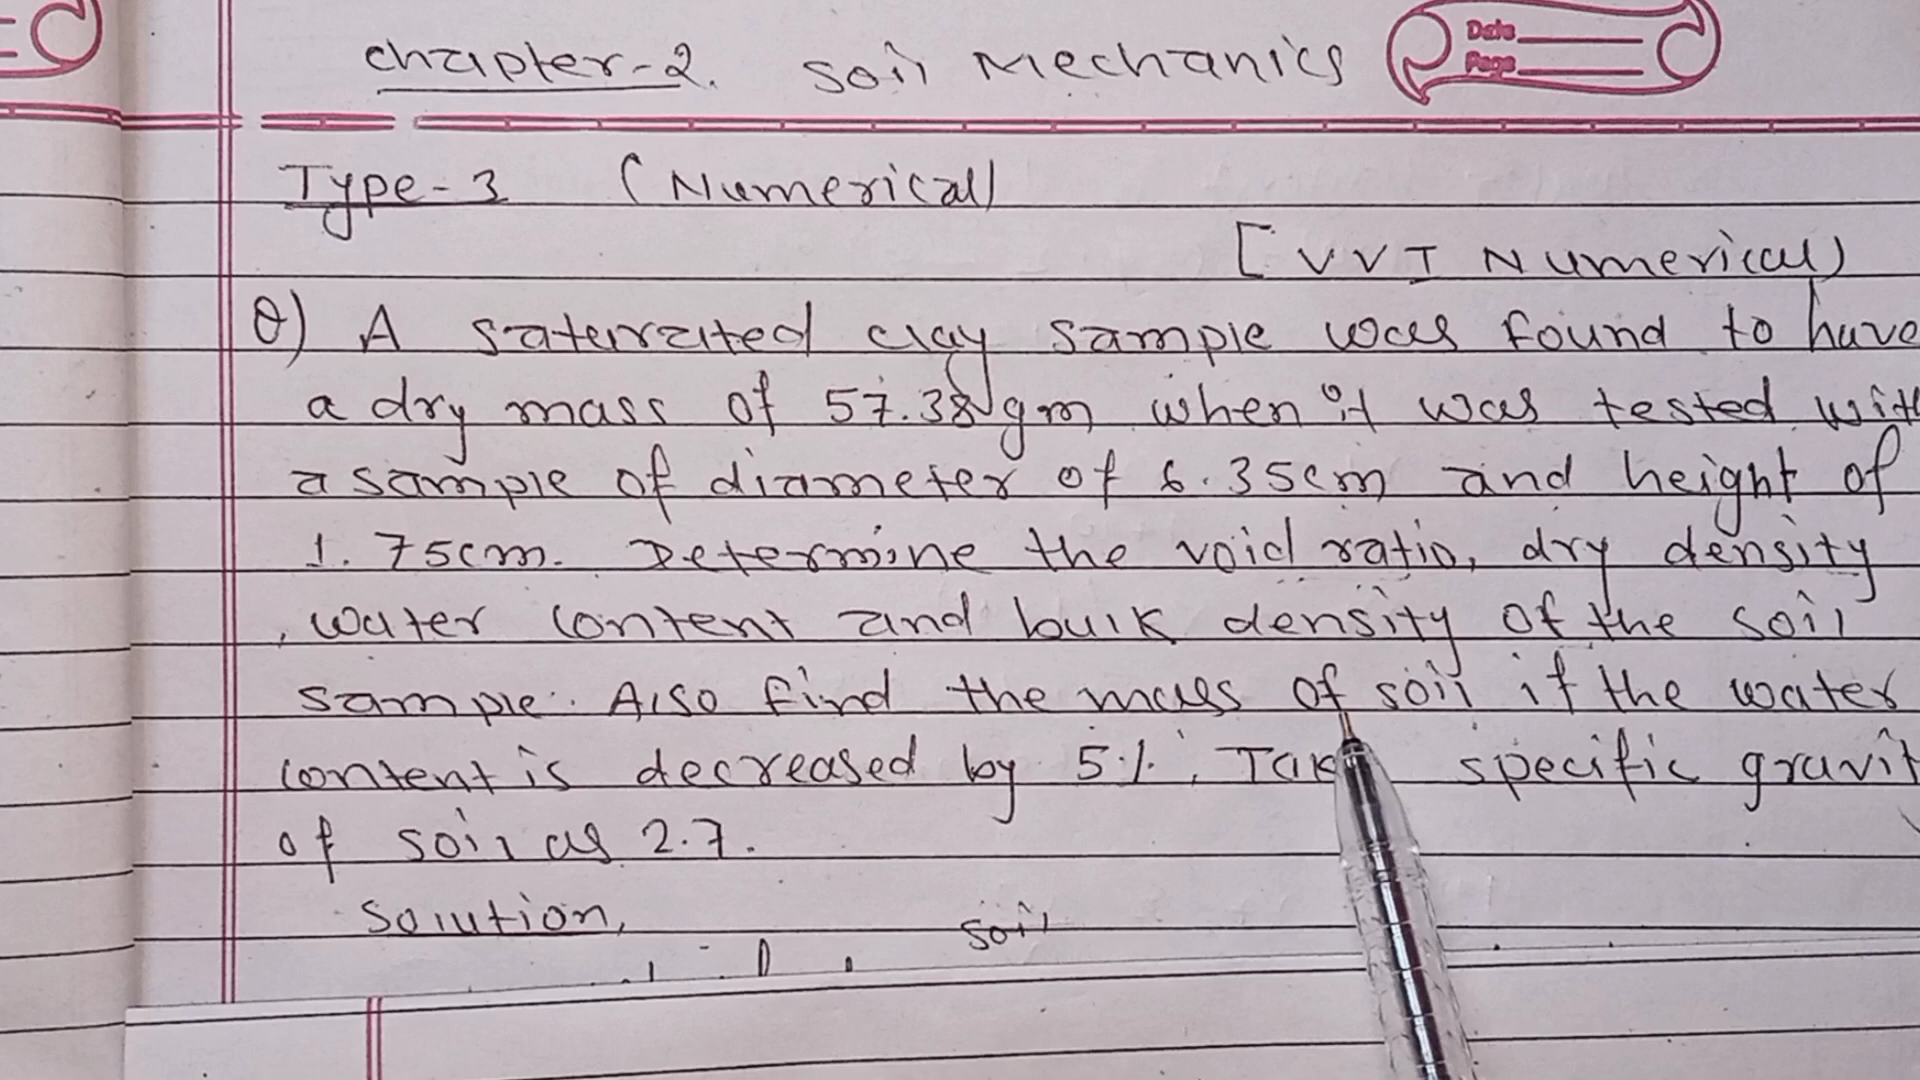 chapter-2. Soil Mechanics
Date
Page
Type-3 (Numerical)
[VVI Numerical)
Q) A saterrated clay sample was found to have
a dry mass of 57.38 gm when it was tested with
a sample of diameter of 6.35cm and height of
1.75cm. Determine the void ratio, dry density
, water content and bulk density of the soil
sample. Also find the mass of soil if the water
content is decreased by 5%. Tak specific gravit
of soil as 2.7.
Solution,
soil